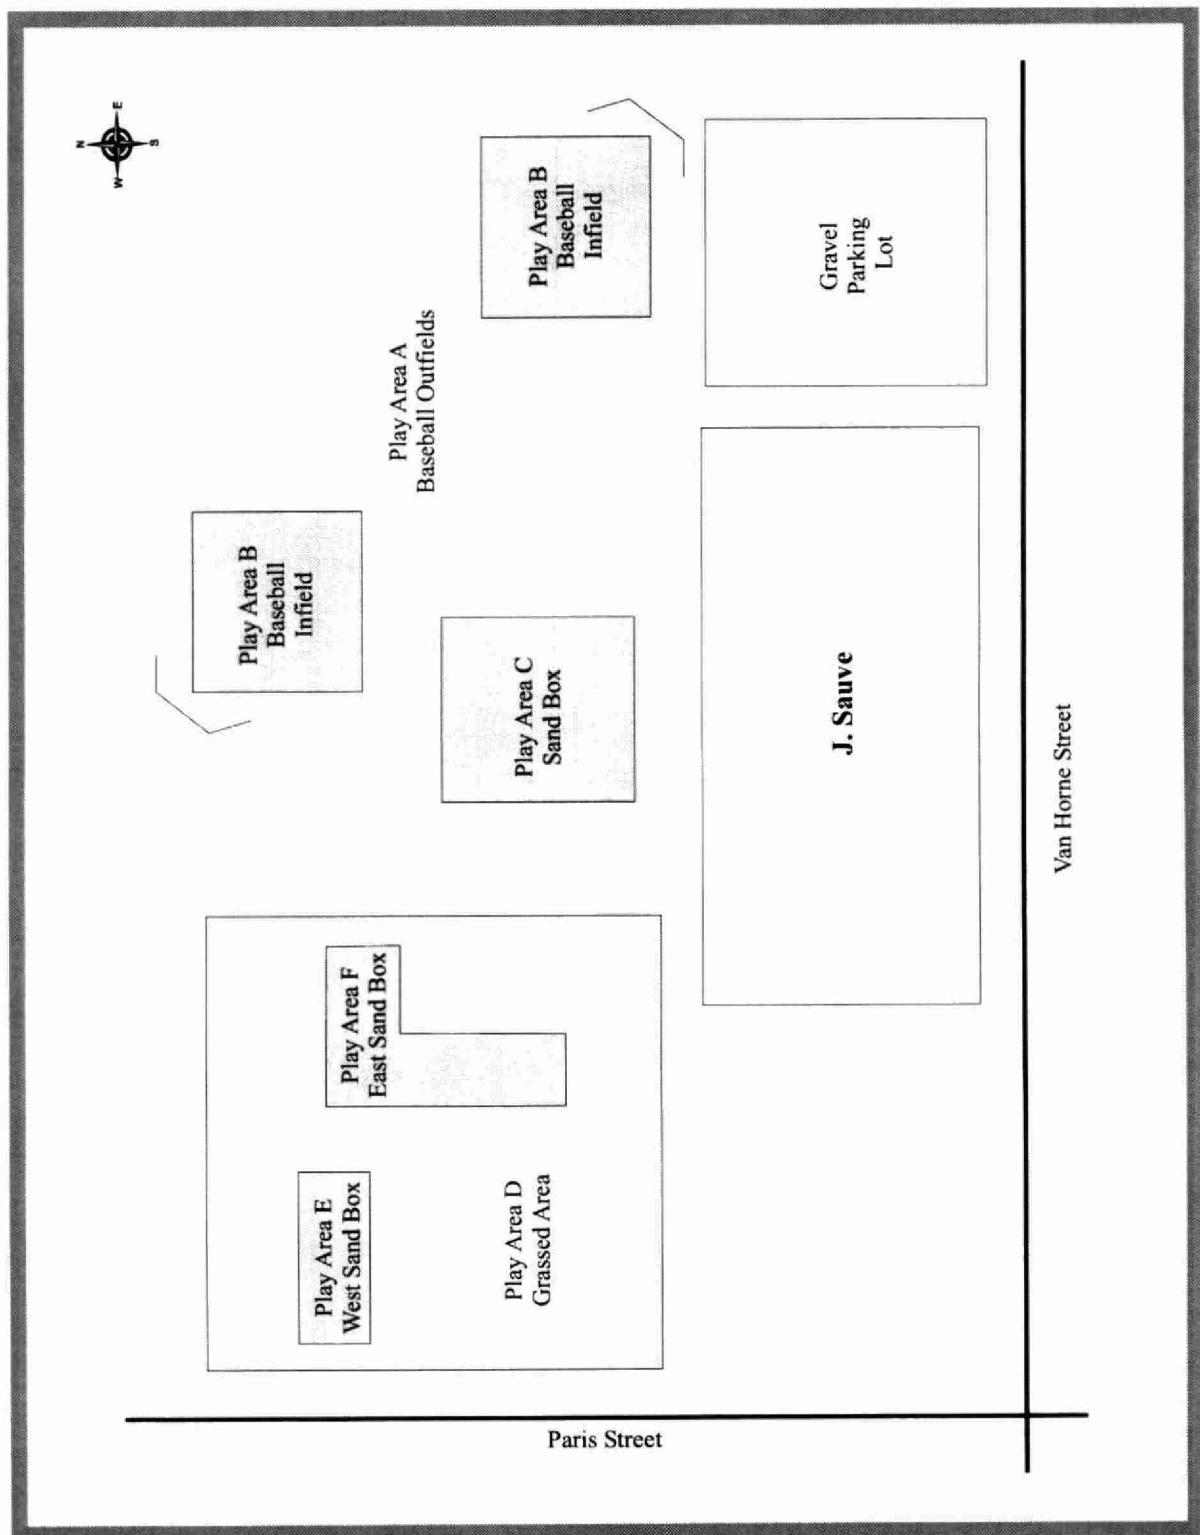 N
W
E
S
Play Area B
Baseball
Infield
Play Area A
Baseball Outfields
Play Area B
Baseball
Infield
Play Area E
West Sand Box
Play Area F
East Sand Box
Play Area D
Grassed Area
Play Area C
Sand Box
Gravel
Parking
Lot
J. Sauve
Paris Street
Van Horne Street